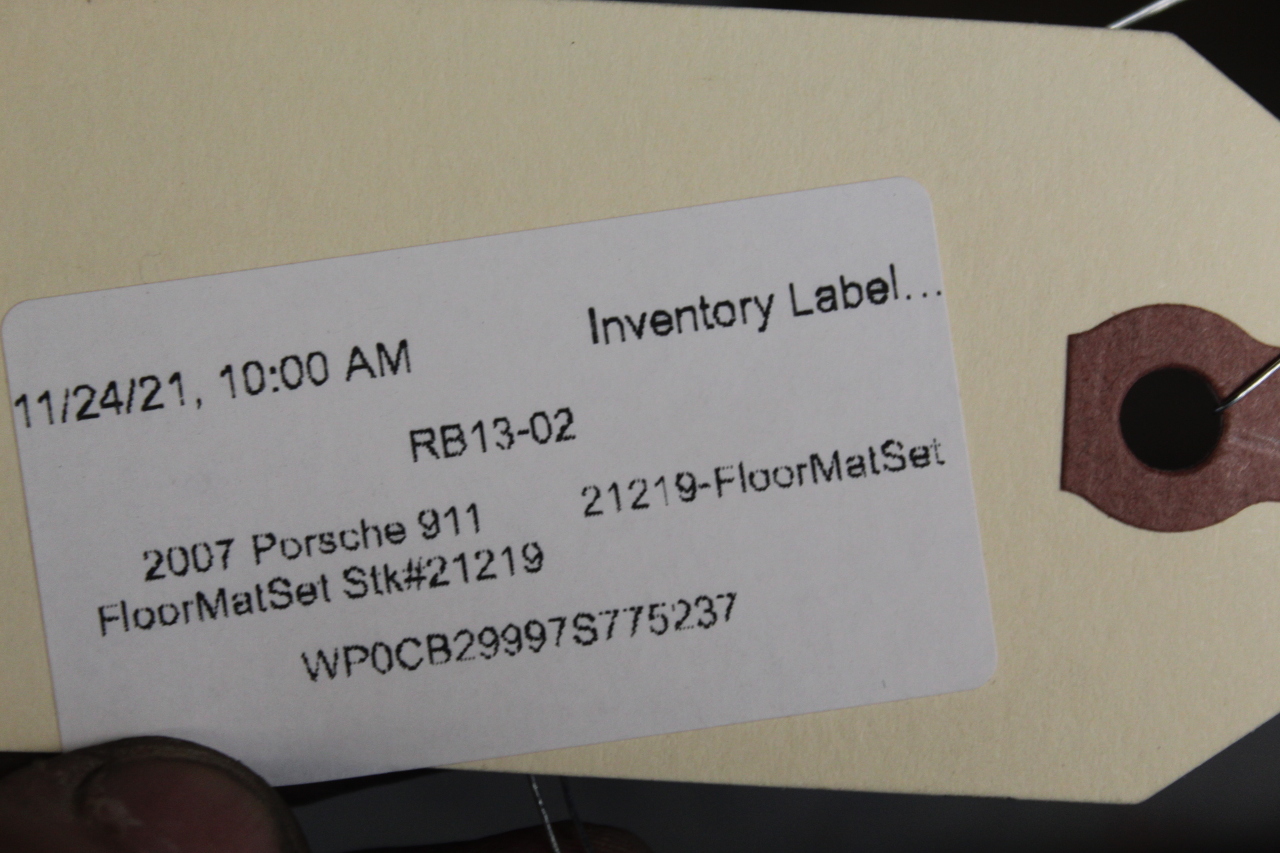 11/24/21, 10:00 AM Inventory Label...
RB13-02
2007 Porsche 911 21219-FloorMatSet
FloorMatSet Stk#21219
WP0CB29997S775237